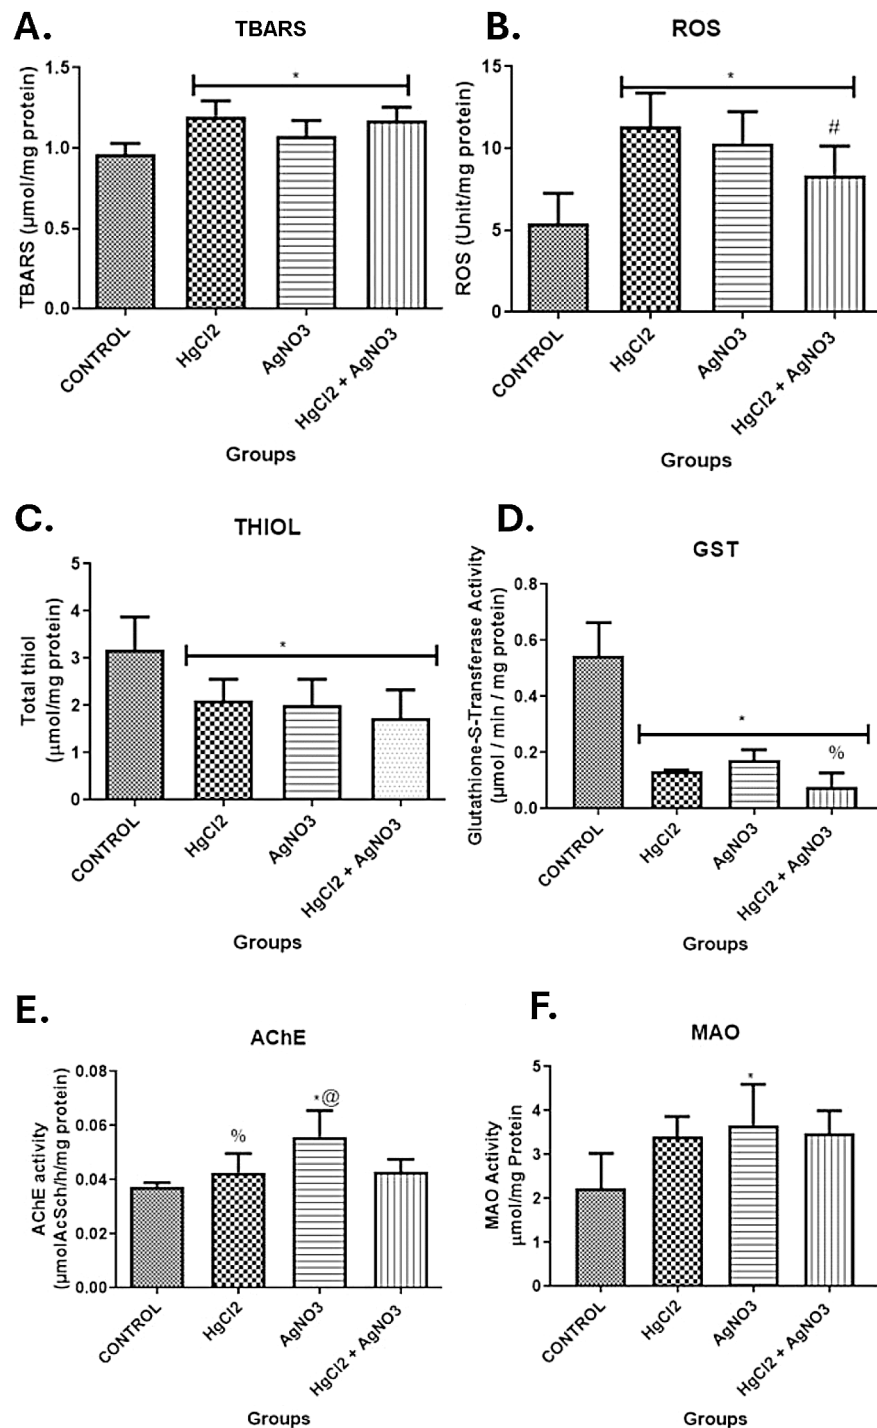 A.
TBARS
TBARS (µmol/mg protein)
1.5
1.0
0.5
0.0
*
CONTROL
HgCl2
AgNO3
HgCl2 + AgNO3
Groups
B.
ROS
ROS (Unit/mg protein)
15
10
5
0
*
#
CONTROL
HgCl2
AgNO3
HgCl2 + AgNO3
Groups
C.
THIOL
Total thiol
(µmol/mg protein)
5
4
3
2
1
0
*
CONTROL
HgCl2
AgNO3
HgCl2 + AgNO3
Groups
D.
GST
Glutathione-S-Transferase Activity
(µmol / min / mg protein)
0.8
0.6
0.4
0.2
0.0
*
%
CONTROL
HgCl2
AgNO3
HgCl2 + AgNO3
Groups
E.
AChE
AChE activity
(µmolAcSch/h/mg protein)
0.08
0.06
0.04
0.02
0.00
%
*@
CONTROL
HgCl2
AgNO3
HgCl2 + AgNO3
Groups
F.
MAO
MAO Activity
µmol/mg Protein
5
4
3
2
1
0
*
CONTROL
HgCl2
AgNO3
HgCl2 + AgNO3
Groups